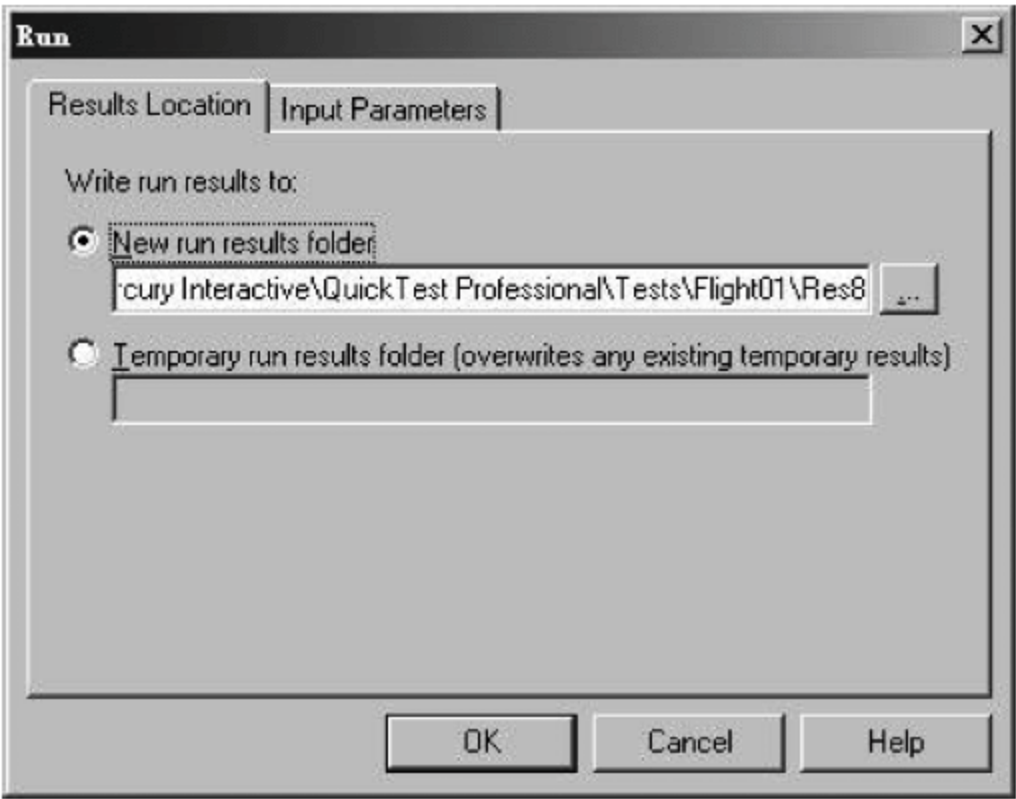 Run
Results Location
Input Parameters
Write run results to:
New run results folder
rcury Interactive\QuickTest Professional\Tests\Flight01\Res8
...
Temporary run results folder (overwrites any existing temporary results)
OK
Cancel
Help